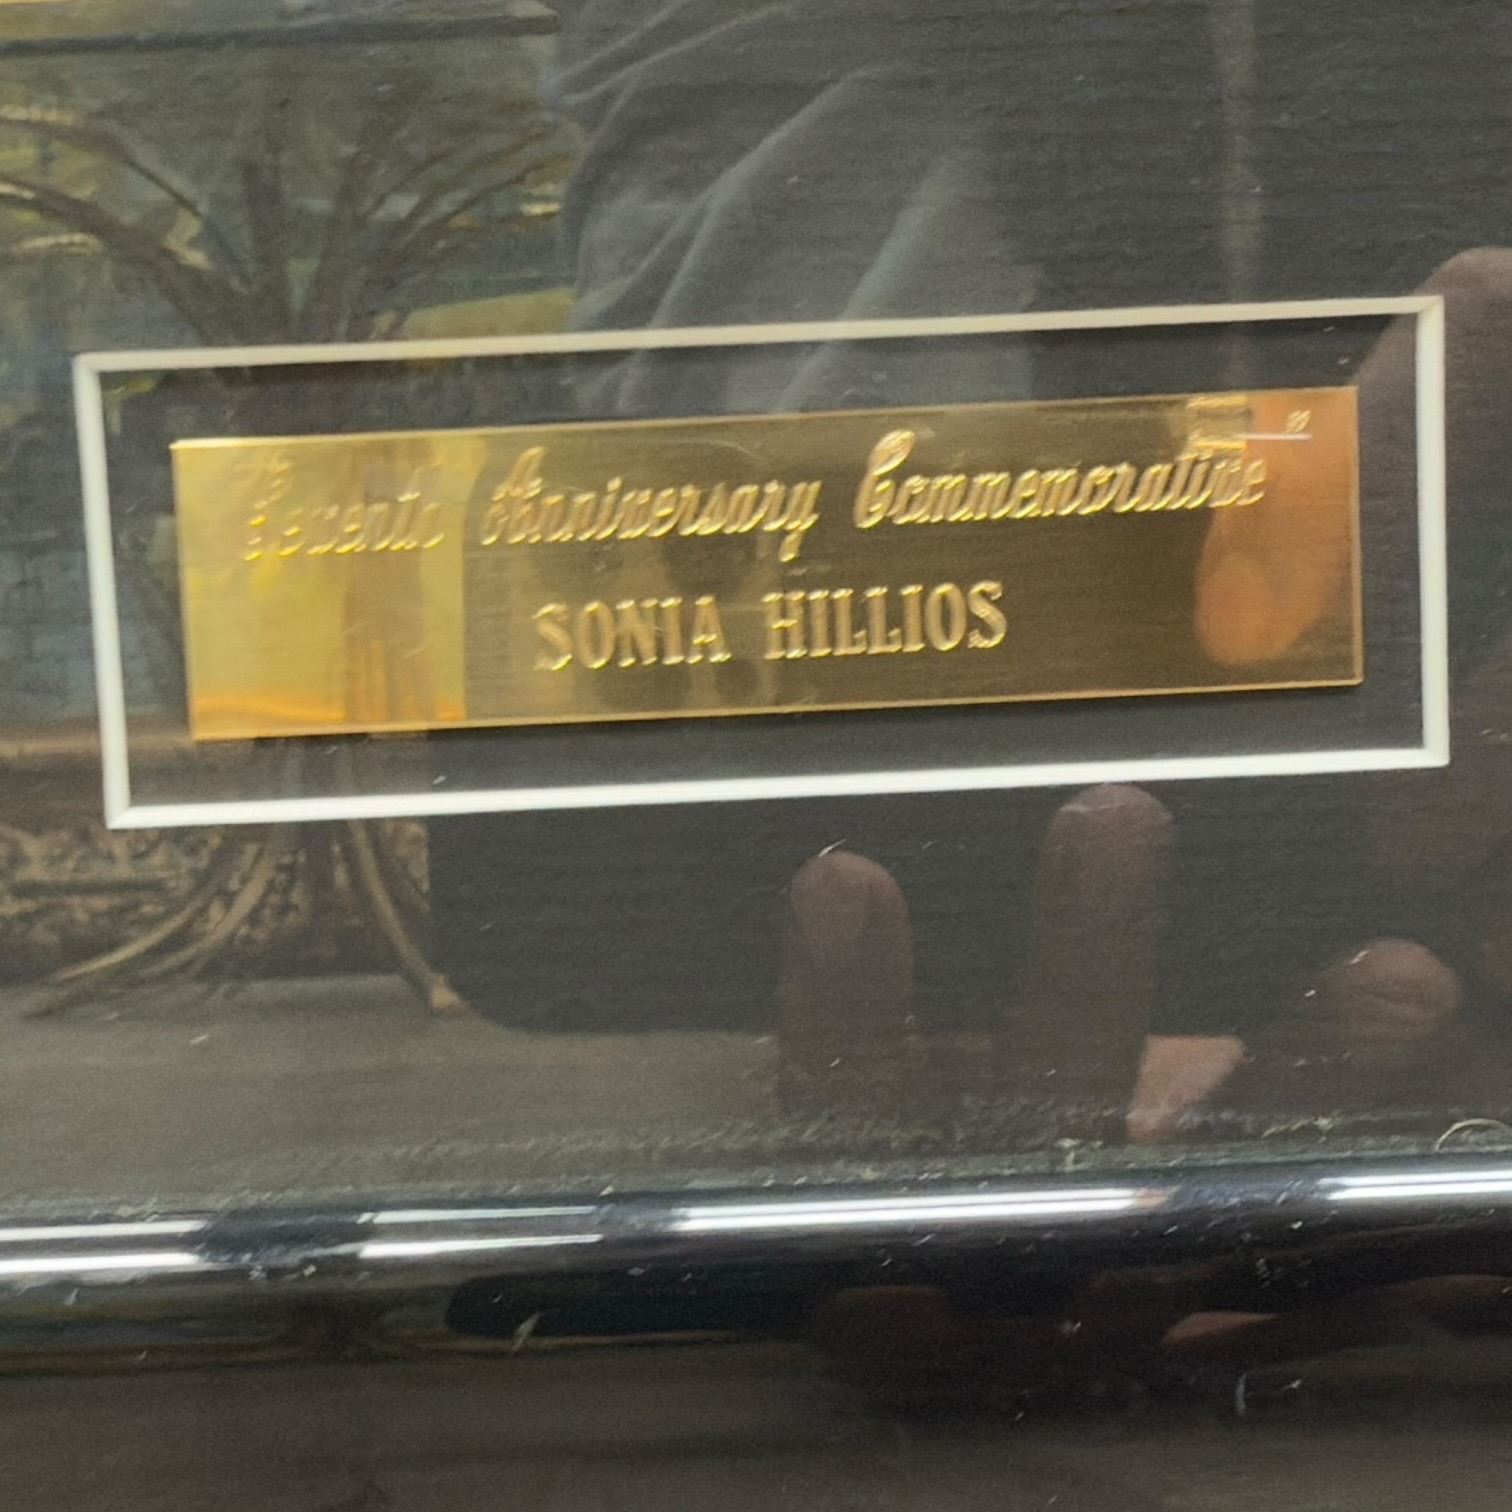 Anniversary Commemorative "
SONIA HILLIOS